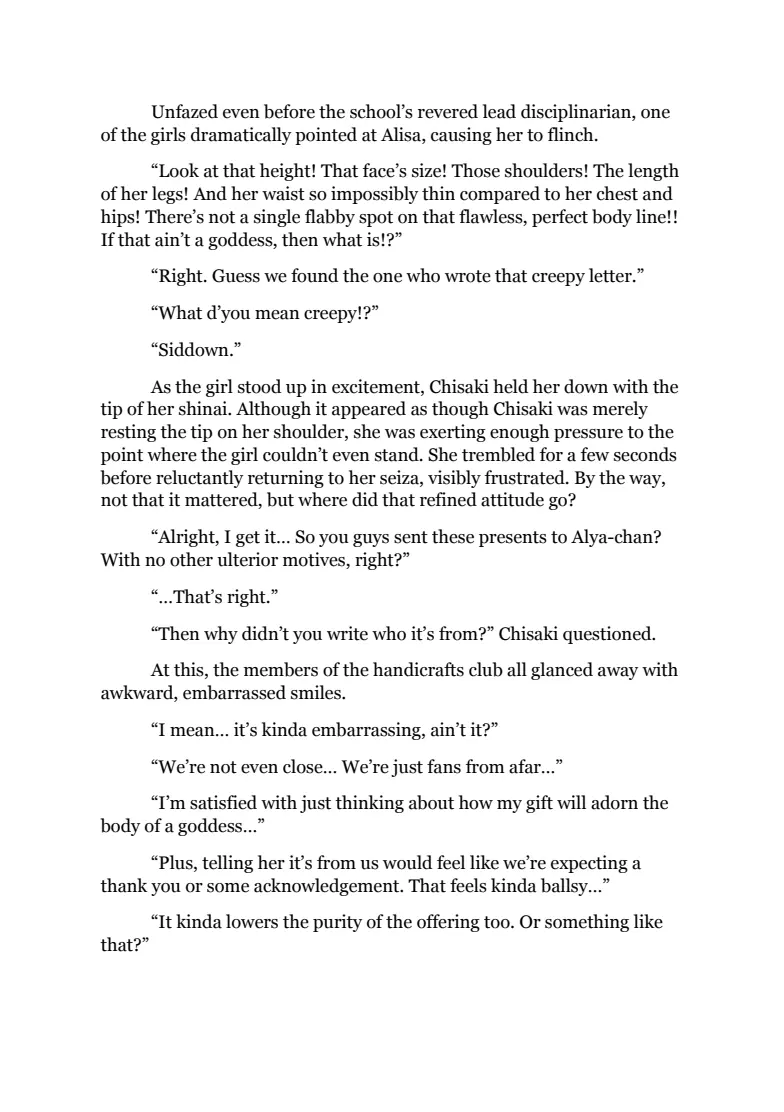 Unfazed even before the school’s revered lead disciplinarian, one
of the girls dramatically pointed at Alisa, causing her to flinch.
“Look at that height! That face’s size! Those shoulders! The length
of her legs! And her waist so impossibly thin compared to her chest and
hips! There’s not a single flabby spot on that flawless, perfect body line!!
If that ain’t a goddess, then what is!?”
“Right. Guess we found the one who wrote that creepy letter.”
“What d’you mean creepy!?”
“Siddown.”
As the girl stood up in excitement, Chisaki held her down with the
tip of her shinai. Although it appeared as though Chisaki was merely
resting the tip on her shoulder, she was exerting enough pressure to the
point where the girl couldn’t even stand. She trembled for a few seconds
before reluctantly returning to her seiza, visibly frustrated. By the way,
not that it mattered, but where did that refined attitude go?
“Alright, I get it… So you guys sent these presents to Alya-chan?
With no other ulterior motives, right?”
“…That’s right.”
“Then why didn’t you write who it’s from?” Chisaki questioned.
At this, the members of the handicrafts club all glanced away with
awkward, embarrassed smiles.
“I mean… it’s kinda embarrassing, ain’t it?”
“We’re not even close… We’re just fans from afar…”
“I’m satisfied with just thinking about how my gift will adorn the
body of a goddess…”
“Plus, telling her it’s from us would feel like we’re expecting a
thank you or some acknowledgement. That feels kinda ballsy…”
“It kinda lowers the purity of the offering too. Or something like
that?”